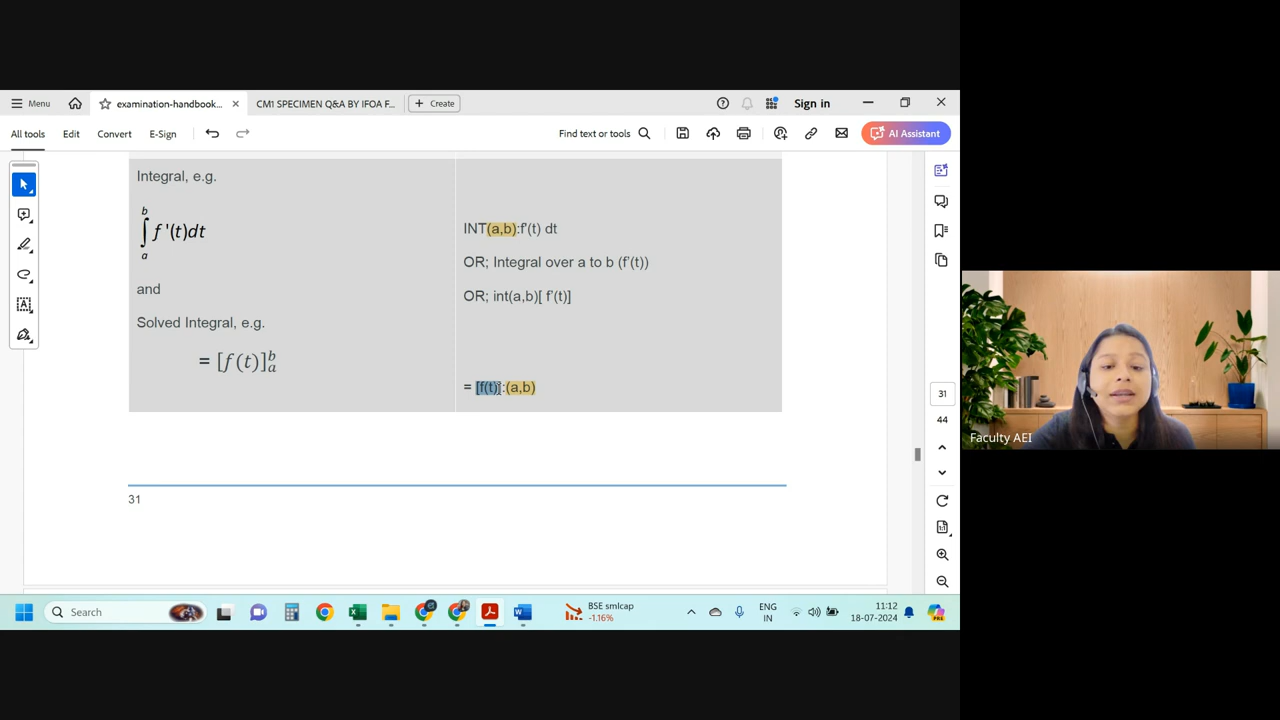 Menu
examination-handbook...
CM1 SPECIMEN Q&A BY IFOA F...
Create
Sign in
All tools
Edit
Convert
E-Sign
Find text or tools
AI Assistant
Integral, e.g.
b
∫ f '(t)dt
a
and
Solved Integral, e.g.
= [f(t)]ᵇₐ
INT(a,b):f'(t) dt
OR; Integral over a to b (f'(t))
OR; int(a,b)[ f'(t)]
= [f(t)]:(a,b)
31
31
44
Faculty AEI
Search
BSE smlcap
-1.16%
ENG
IN
11:12
18-07-2024